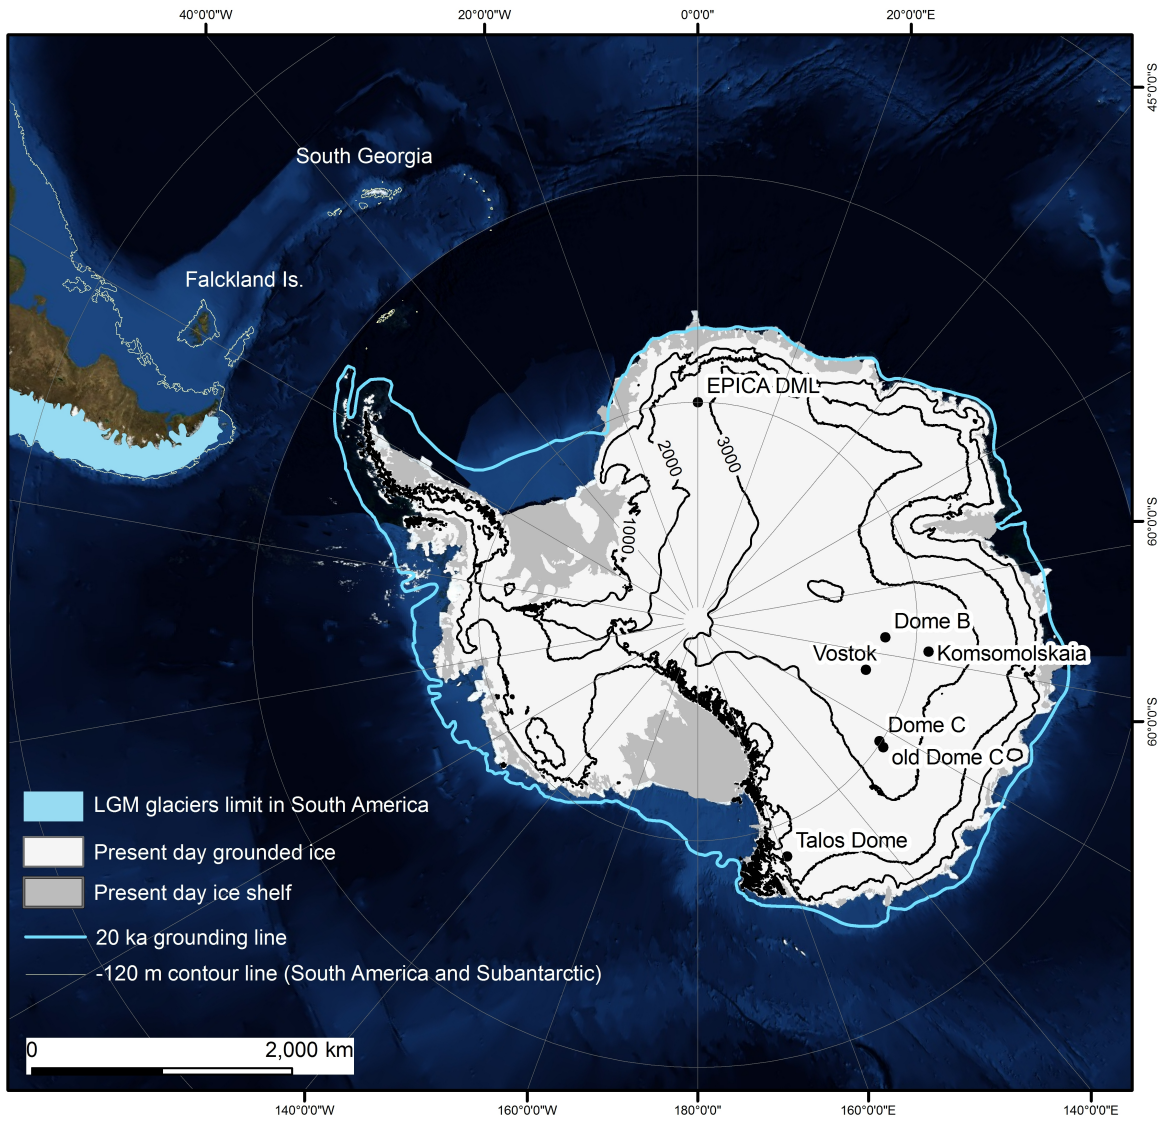 40°0'0"W
20°0'0"W
0°0'0"
20°0'0"E
45°0'0"S
South Georgia
Falckland Is.
EPICA DML
2000
3000
1000
60°0'0"S
Dome B
Vostok
Komsomolskaia
60°0'0"S
Dome C
old Dome C
Talos Dome
LGM glaciers limit in South America
Present day grounded ice
Present day ice shelf
20 ka grounding line
-120 m contour line (South America and Subantarctic)
0
2,000 km
140°0'0"W
160°0'0"W
180°0'0"
160°0'0"E
140°0'0"E